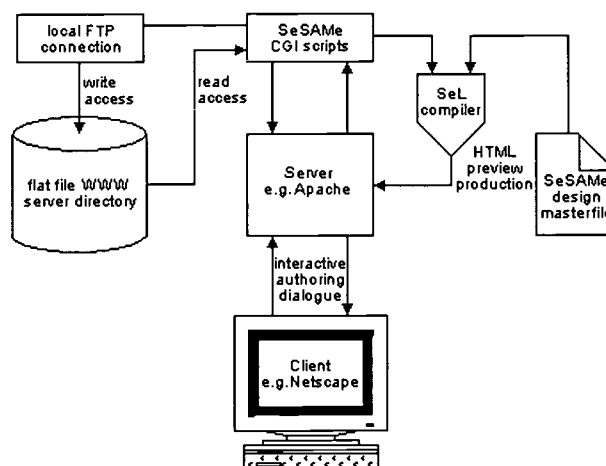 local FTP
connection
SeSAMe
CGI scripts
write
access
read
access
SeL
compiler
flat file WWW
server directory
Server
e.g.Apache
HTML
preview
production
SeSAMe
design
masterfile
interactive
authoring
dialogue
Client
e.g.Netscape